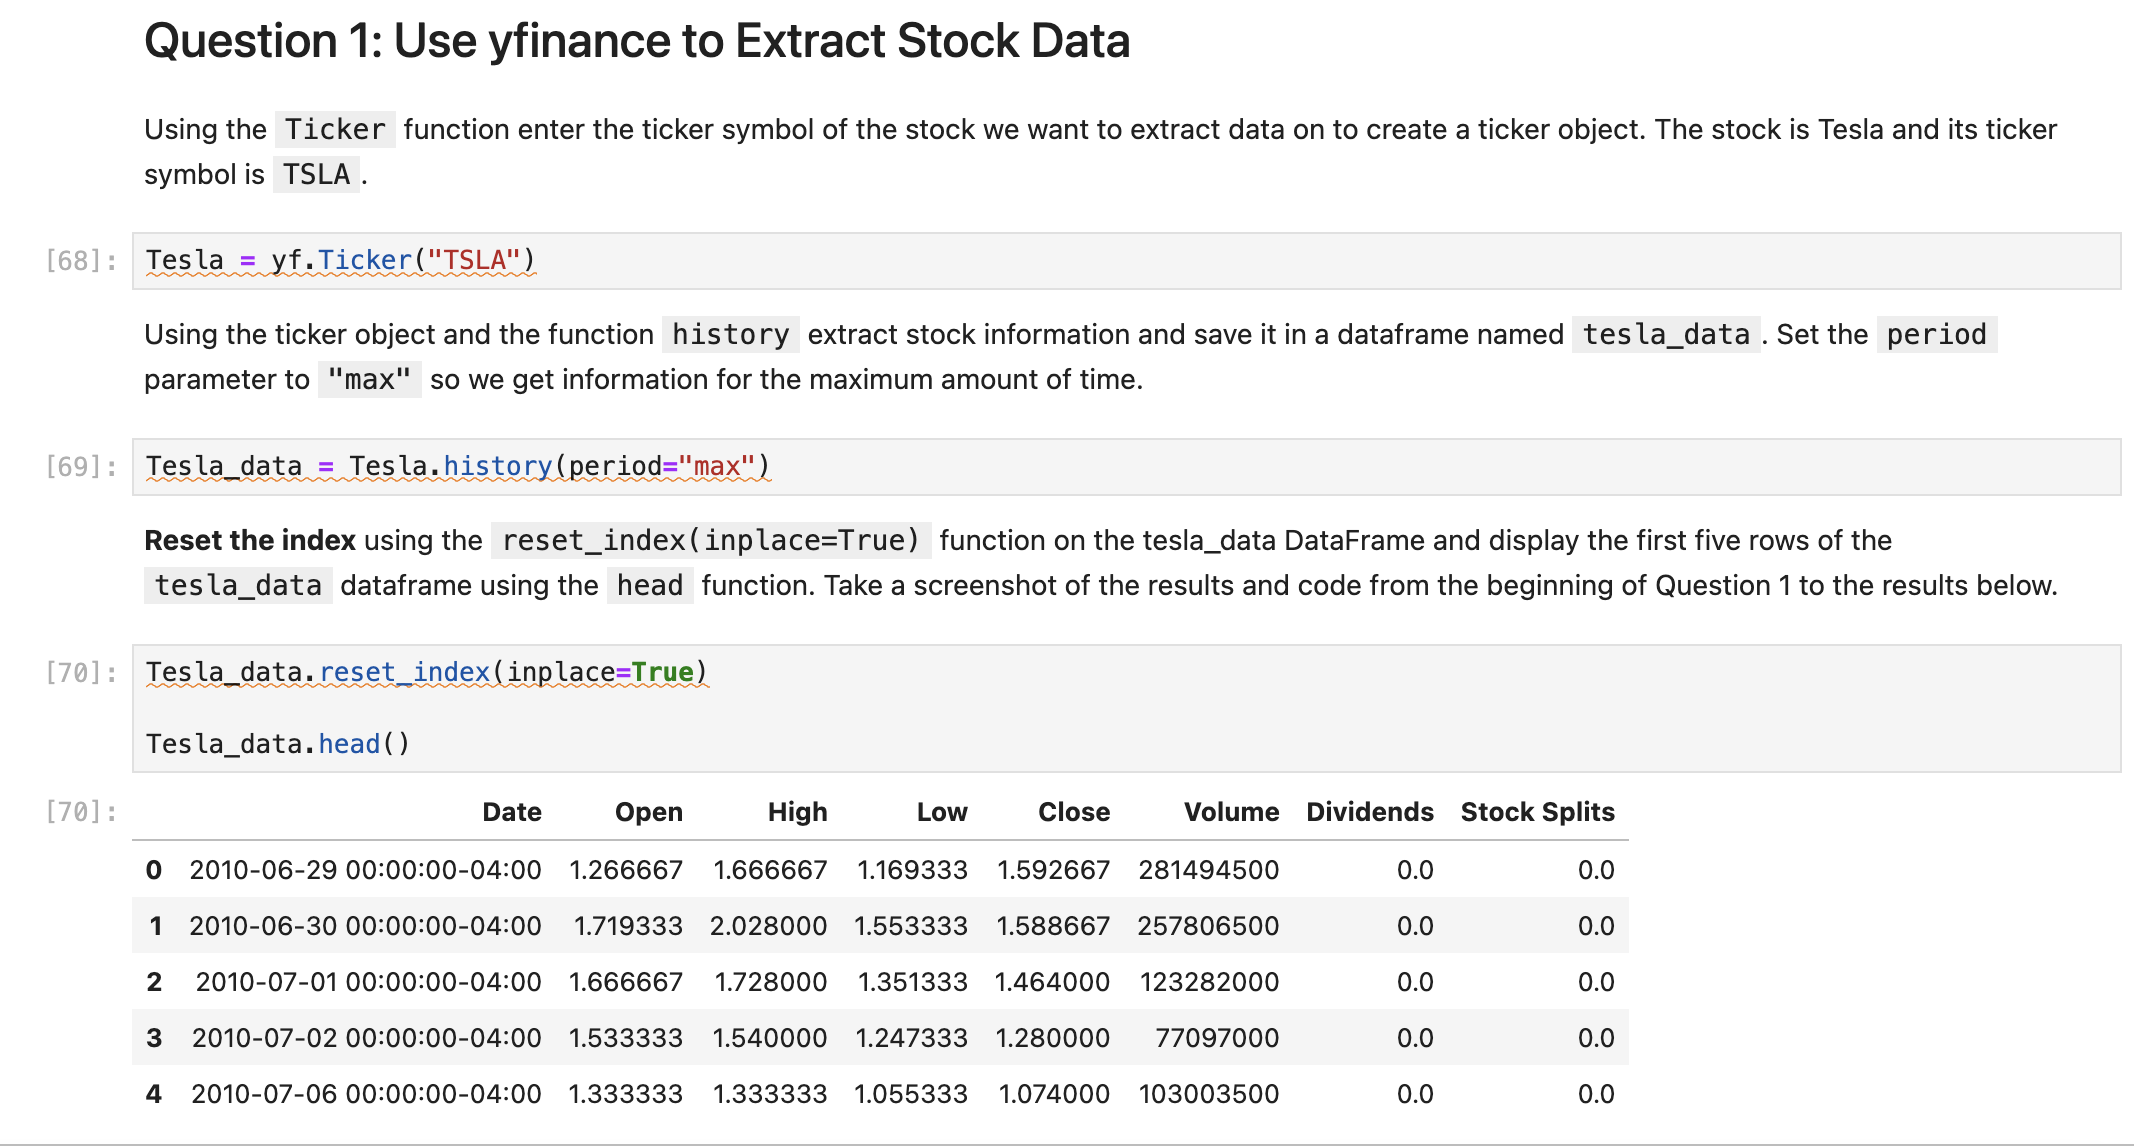 Question 1: Use yfinance to Extract Stock Data
Using the Ticker function enter the ticker symbol of the stock we want to extract data on to create a ticker object. The stock is Tesla and its ticker
symbol is TSLA .
[68]: Tesla = yf.Ticker("TSLA")
Using the ticker object and the function history extract stock information and save it in a dataframe named tesla_data . Set the period
parameter to "max" so we get information for the maximum amount of time.
[69]: Tesla_data = Tesla.history(period="max")
Reset the index using the reset_index(inplace=True) function on the tesla_data DataFrame and display the first five rows of the
tesla_data dataframe using the head function. Take a screenshot of the results and code from the beginning of Question 1 to the results below.
[70]: Tesla_data.reset_index(inplace=True)
Tesla_data.head()
[70]: Date Open High Low Close Volume Dividends Stock Splits
0 2010-06-29 00:00:00-04:00 1.266667 1.666667 1.169333 1.592667 281494500 0.0 0.0
1 2010-06-30 00:00:00-04:00 1.719333 2.028000 1.553333 1.588667 257806500 0.0 0.0
2 2010-07-01 00:00:00-04:00 1.666667 1.728000 1.351333 1.464000 123282000 0.0 0.0
3 2010-07-02 00:00:00-04:00 1.533333 1.540000 1.247333 1.280000 77097000 0.0 0.0
4 2010-07-06 00:00:00-04:00 1.333333 1.333333 1.055333 1.074000 103003500 0.0 0.0